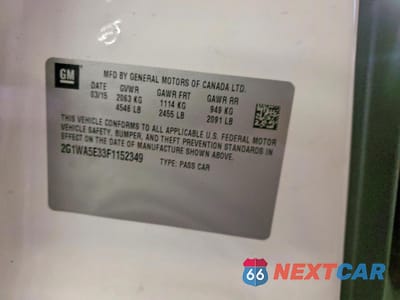 GM
MFD BY GENERAL MOTORS OF CANADA LTD.
DATE GVWR GAWR FRT GAWR RR
03/15 2063 KG 1114 KG 949 KG
4546 LB 2455 LB 2091 LB
THIS VEHICLE CONFORMS TO ALL APPLICABLE U.S. FEDERAL MOTOR
VEHICLE SAFETY, BUMPER, AND THEFT PREVENTION STANDARDS IN
EFFECT ON THE DATE OF MANUFACTURE SHOWN ABOVE.
2G1WA5E33F1152349 TYPE: PASS CAR
66 NEXTCAR